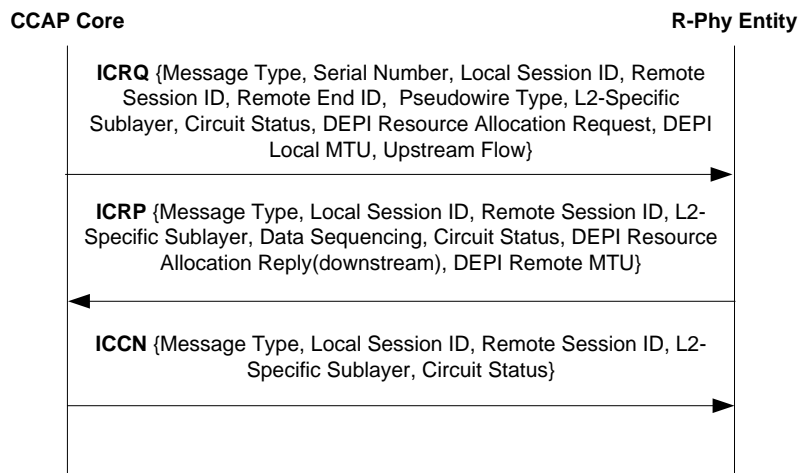 CCAP Core
R-Phy Entity
ICRQ {Message Type, Serial Number, Local Session ID, Remote
Session ID, Remote End ID, Pseudowire Type, L2-Specific
Sublayer, Circuit Status, DEPI Resource Allocation Request, DEPI
Local MTU, Upstream Flow}
ICRP {Message Type, Local Session ID, Remote Session ID, L2-
Specific Sublayer, Data Sequencing, Circuit Status, DEPI Resource
Allocation Reply(downstream), DEPI Remote MTU}
ICCN {Message Type, Local Session ID, Remote Session ID, L2-
Specific Sublayer, Circuit Status}